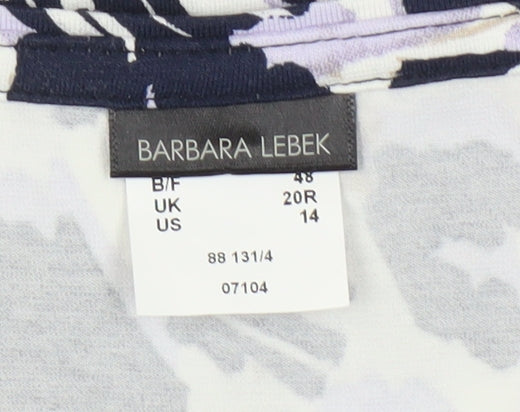 BARBARA LEBEK
B/F 48
UK 20R
US 14
88 131/4
07104